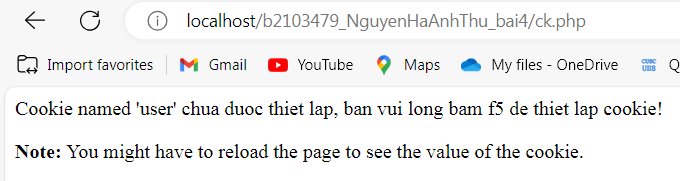 localhost/b2103479_NguyenHaAnhThu_bai4/ck.php
Import favorites Gmail YouTube Maps CUSC UBS My files - OneDrive Q
Cookie named 'user' chua duoc thiet lap, ban vui long bam f5 de thiet lap cookie!
Note: You might have to reload the page to see the value of the cookie.